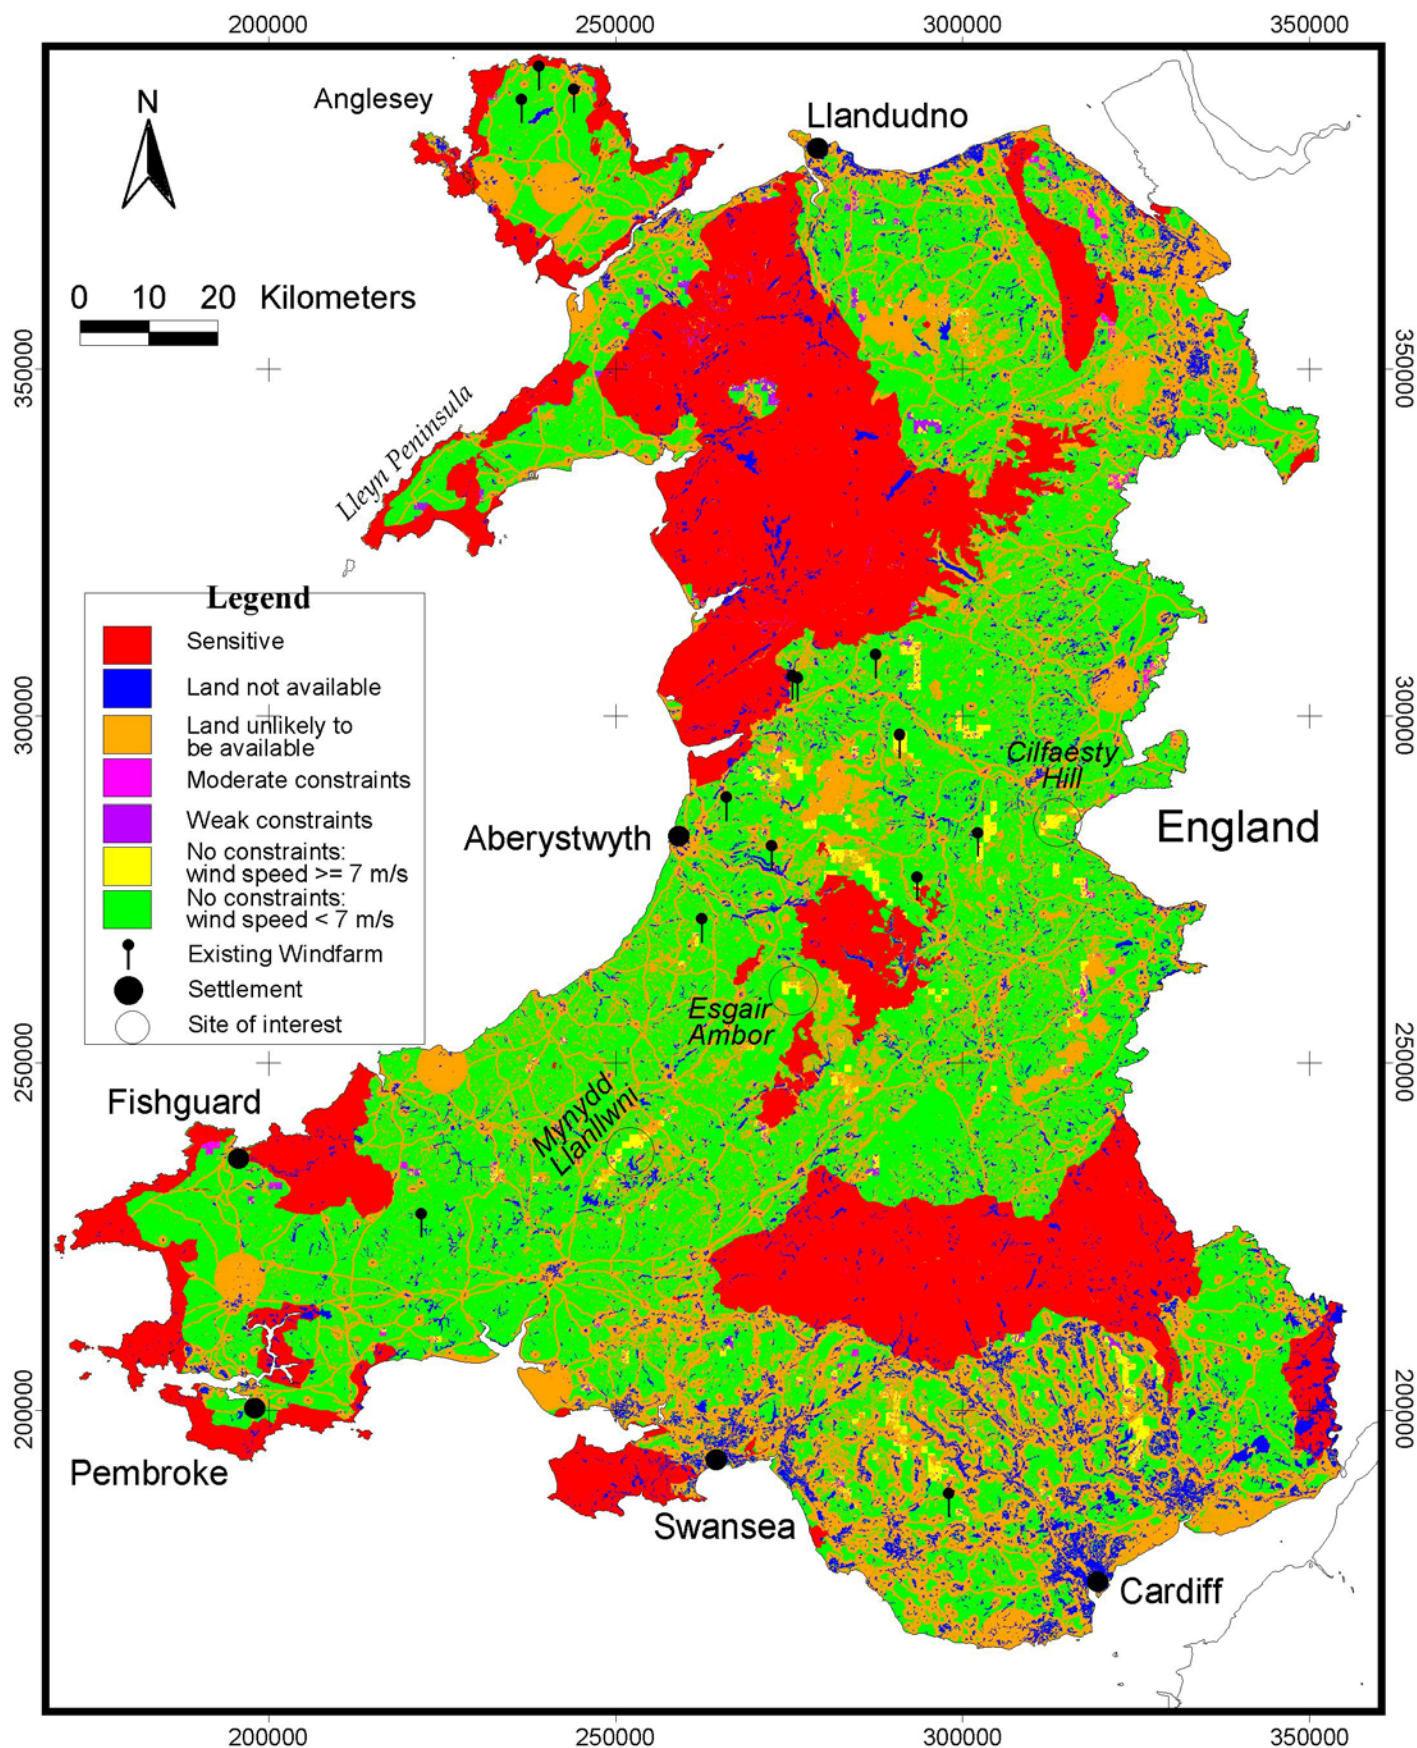 200000
250000
300000
350000
N
Anglesey
Llandudno
0 10 20 Kilometers
350000
350000
Lleyn Peninsula
Legend
Sensitive
Land not available
Land unlikely to
be available
Moderate constraints
Weak constraints
No constraints:
wind speed >= 7 m/s
No constraints:
wind speed < 7 m/s
Existing Windfarm
Settlement
Site of interest
300000
300000
Cilfaesty
Hill
England
Aberystwyth
Esgair
Ambor
250000
250000
Fishguard
Mynydd
Llanllwni
200000
200000
Pembroke
Swansea
Cardiff
200000
250000
300000
350000